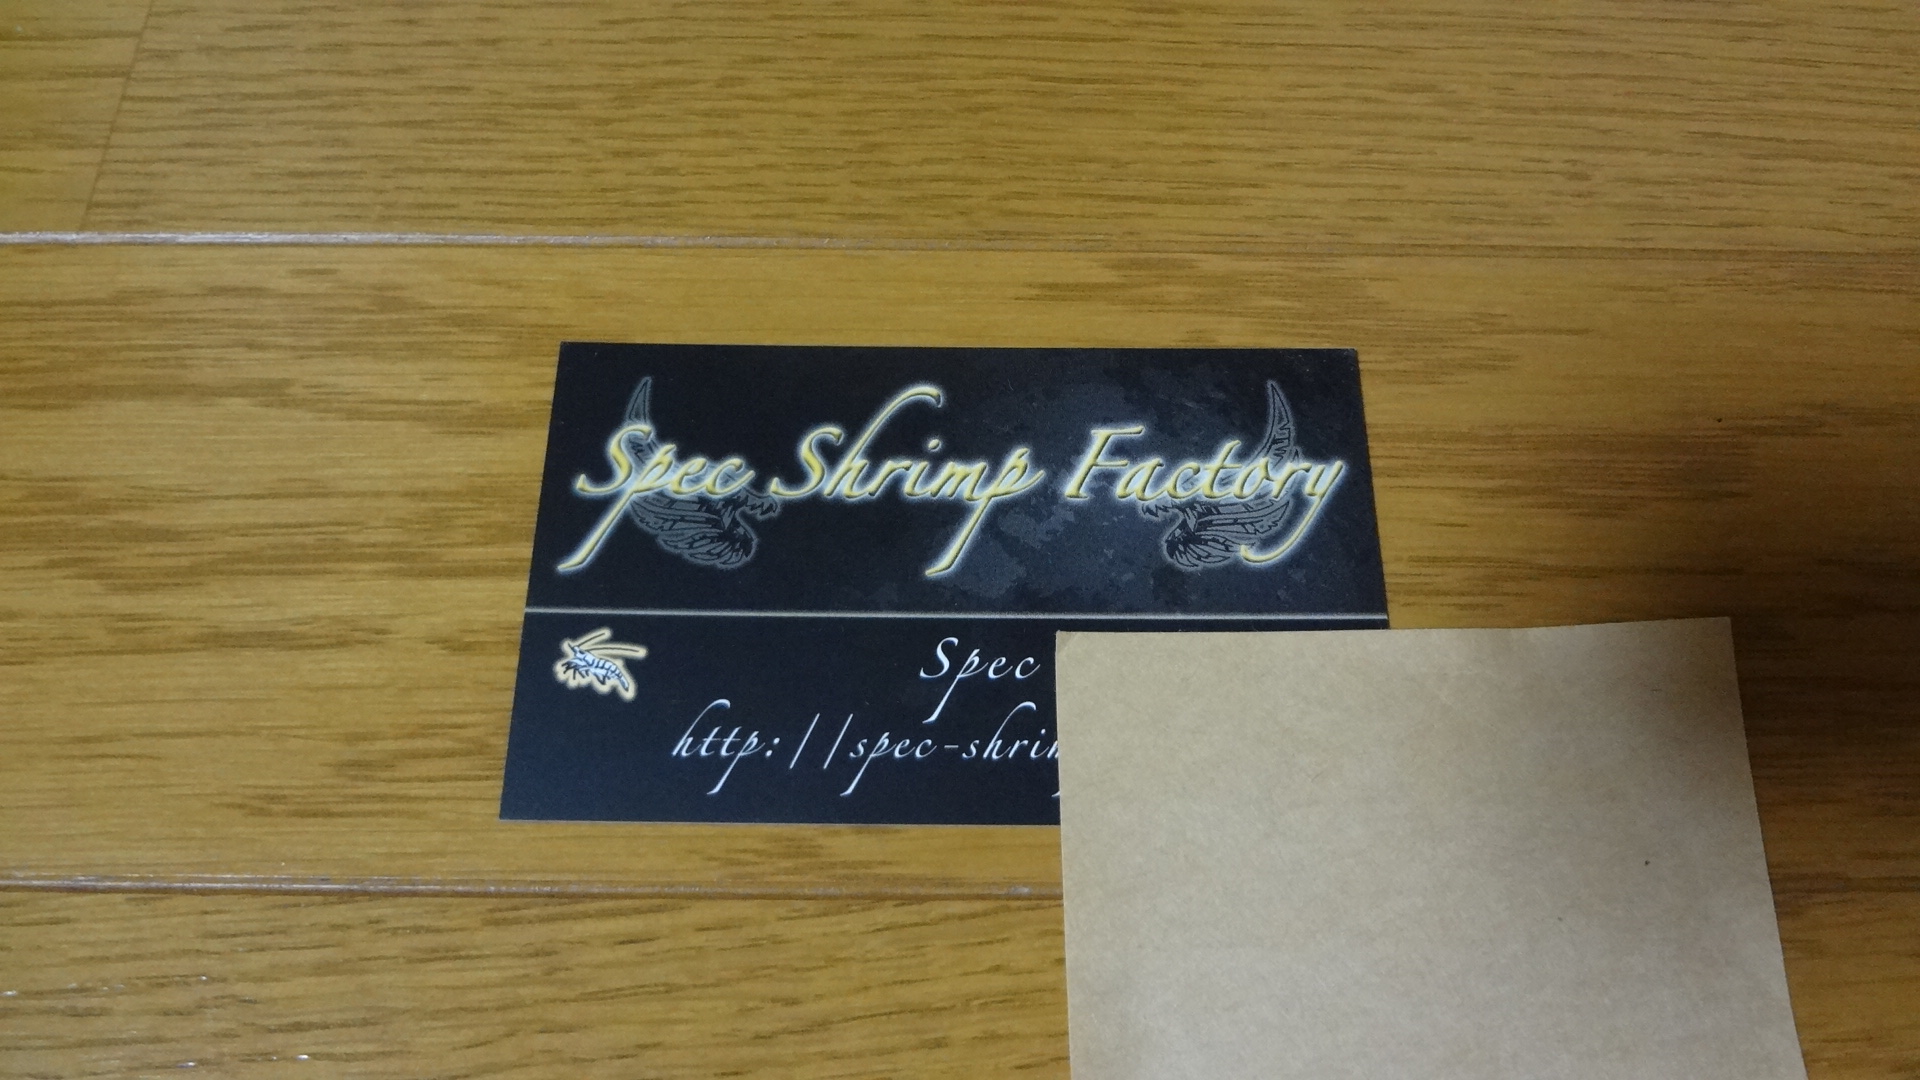 Spec Shrimp Factory
Spec
http://spec-shrim